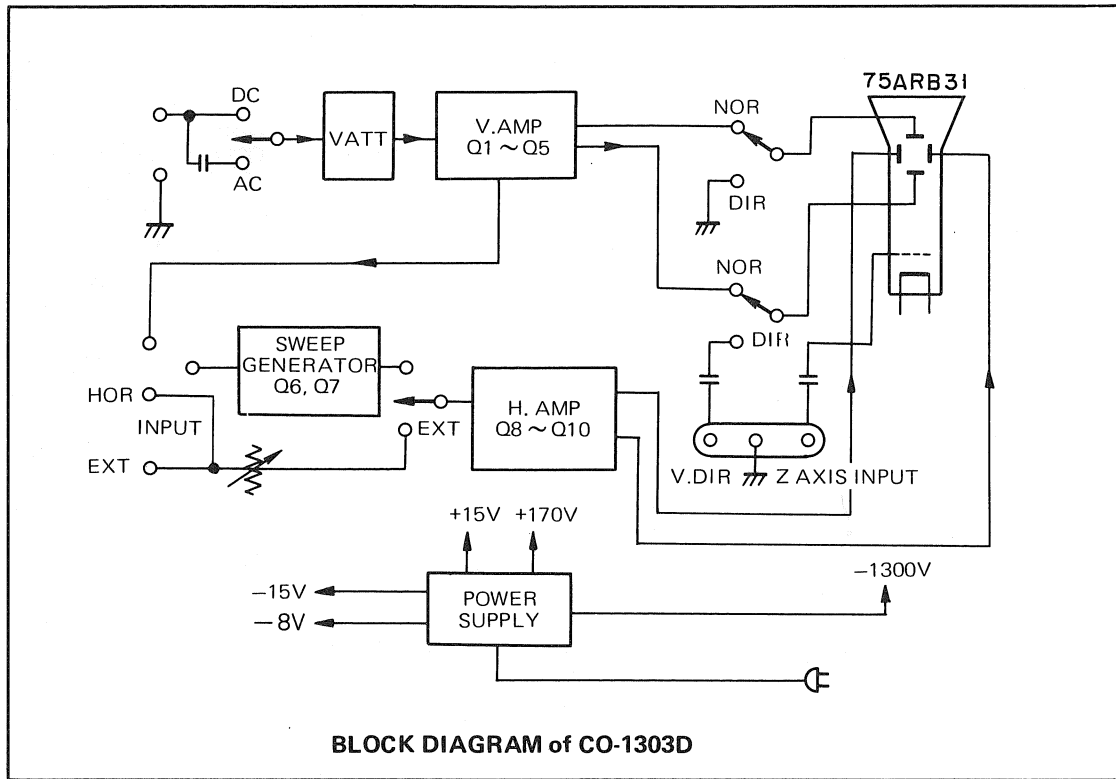 75ARB31
DC
AC
VATT
V.AMP
Q1 ~ Q5
NOR
DIR
NOR
DIR
SWEEP
GENERATOR
Q6, Q7
HOR
INPUT
EXT
EXT
H. AMP
Q8 ~ Q10
V.DIR
Z AXIS INPUT
+15V
+170V
-15V
-8V
POWER
SUPPLY
-1300V
BLOCK DIAGRAM of CO-1303D